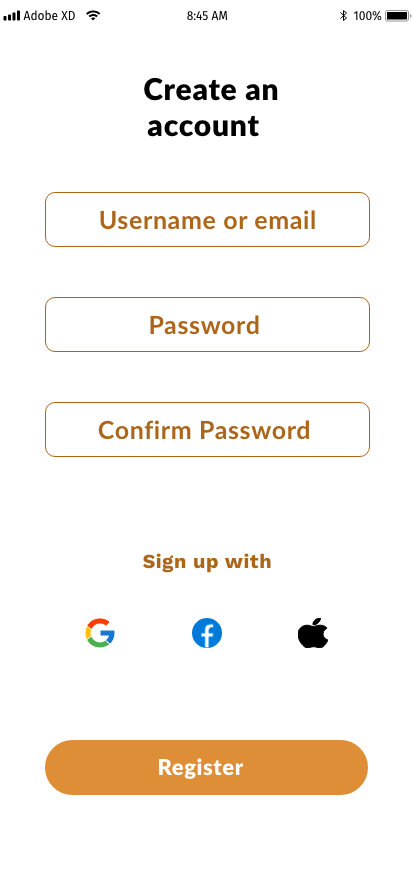 Adobe XD 8:45 AM 100%
Create an
account
Username or email
Password
Confirm Password
Sign up with
Register